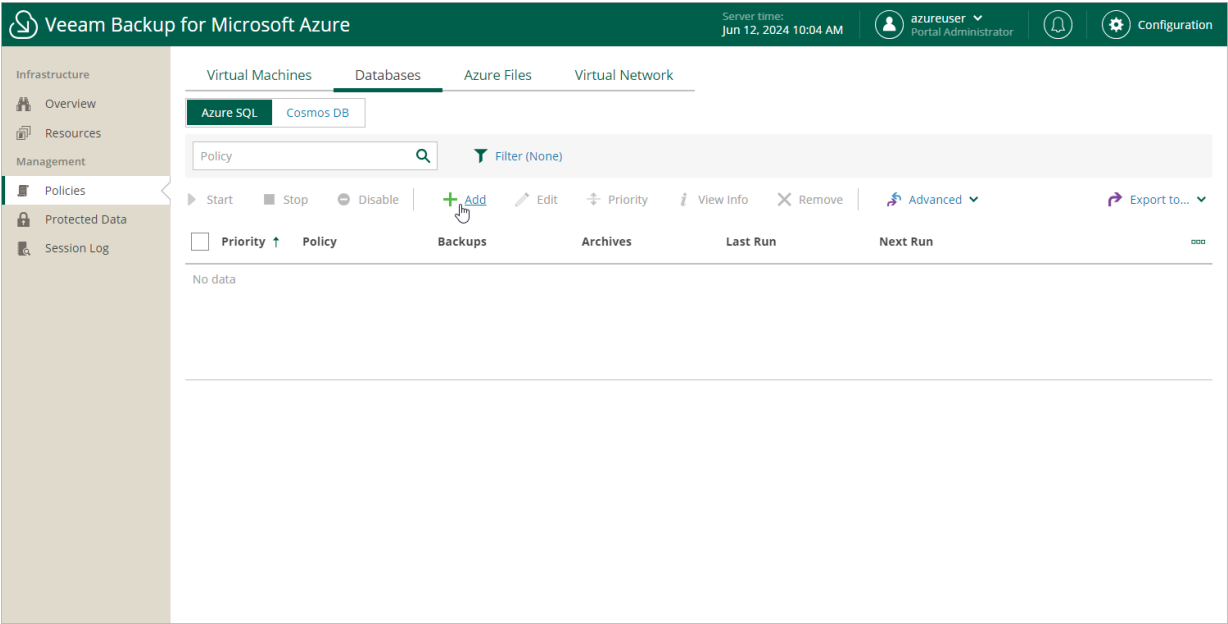 Veeam Backup for Microsoft Azure
Server time:
Jun 12, 2024 10:04 AM
azureuser
Portal Administrator
Configuration
Infrastructure
Overview
Resources
Management
Policies
Protected Data
Session Log
Virtual Machines Databases Azure Files Virtual Network
Azure SQL Cosmos DB
Policy Filter (None)
Start Stop Disable Add Edit Priority View Info Remove Advanced Export to...
Priority Policy Backups Archives Last Run Next Run
No data